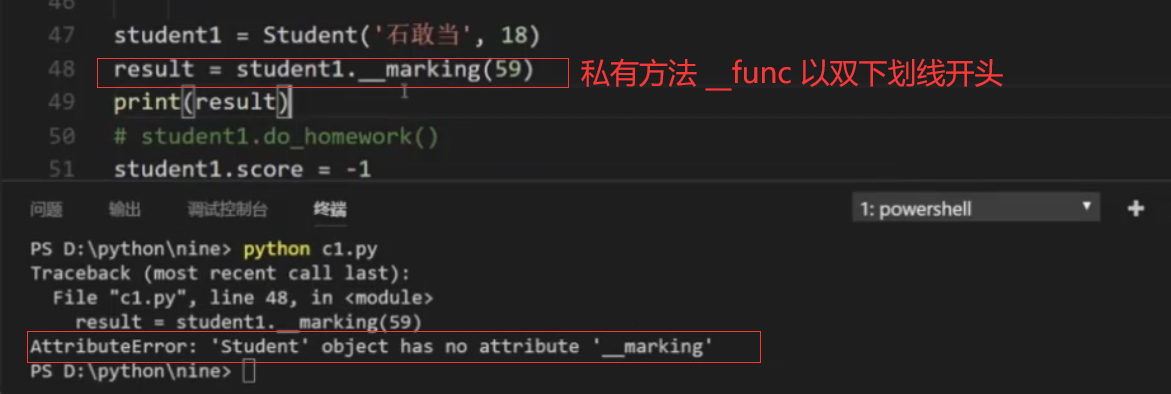 47 student1 = Student('石敢当', 18)
48 result = student1.__marking(59) 私有方法 __func 以双下划线开头
49 print(result)
50 # student1.do_homework()
51 student1.score = -1
问题 输出 调试控制台 终端 1: powershell
PS D:\python\nine> python c1.py
Traceback (most recent call last):
  File "c1.py", line 48, in <module>
    result = student1.__marking(59)
AttributeError: 'Student' object has no attribute '__marking'
PS D:\python\nine>